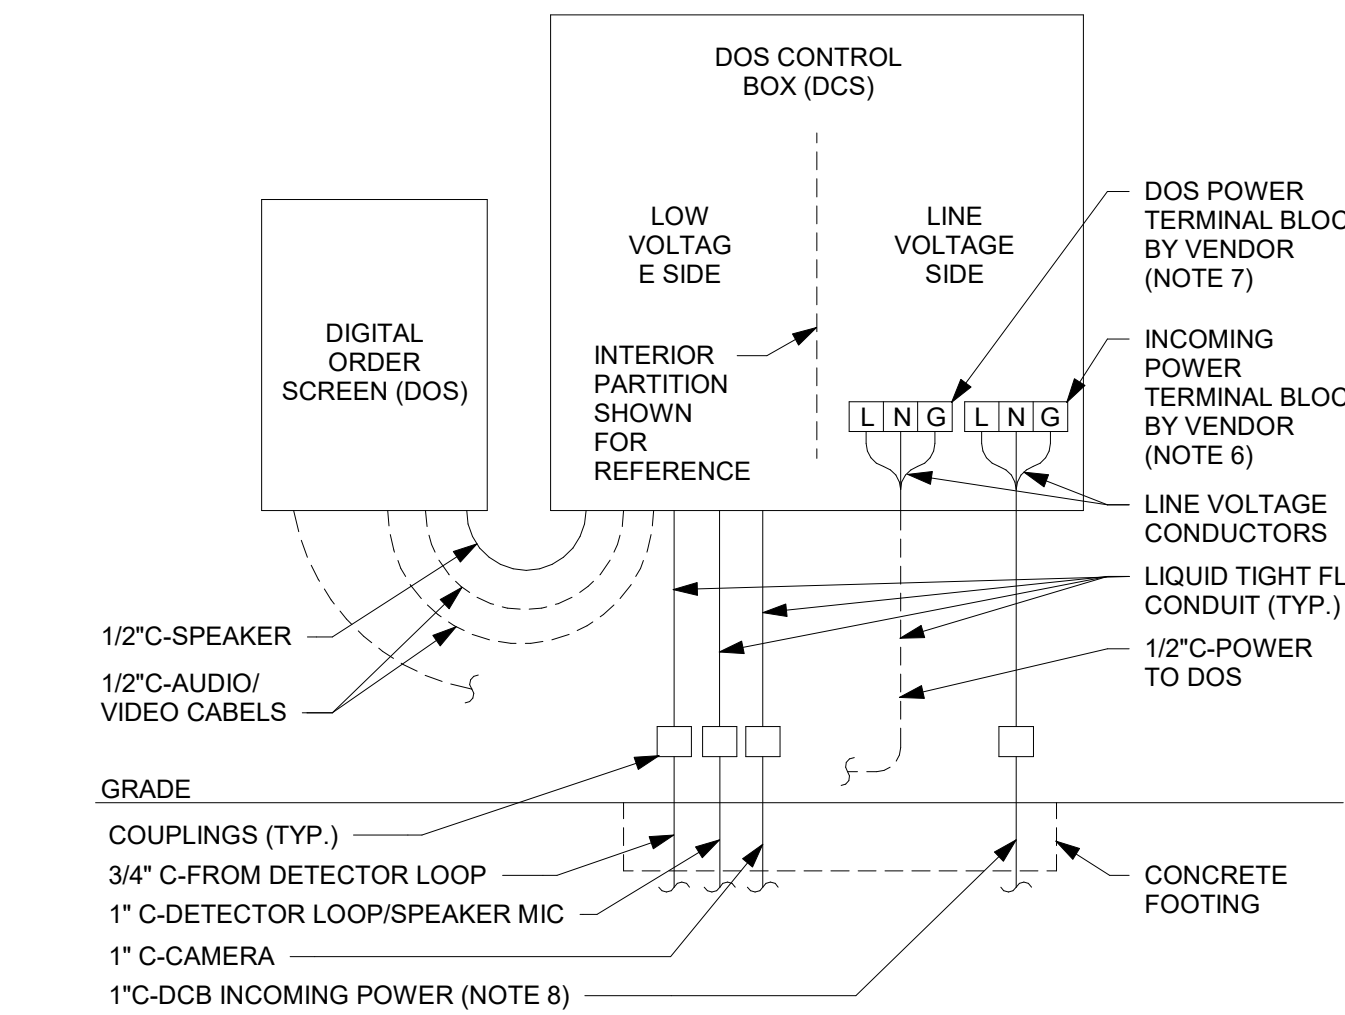 DOS CONTROL
BOX (DCS)
LOW
VOLTAG
E SIDE
LINE
VOLTAGE
SIDE
DIGITAL
ORDER
SCREEN (DOS)
INTERIOR
PARTITION
SHOWN
FOR
REFERENCE
L N G
L N G
DOS POWER
TERMINAL BLOC
BY VENDOR
(NOTE 7)
INCOMING
POWER
TERMINAL BLOC
BY VENDOR
(NOTE 6)
LINE VOLTAGE
CONDUCTORS
LIQUID TIGHT FL
CONDUIT (TYP.)
1/2"C-POWER
TO DOS
1/2"C-SPEAKER
1/2"C-AUDIO/
VIDEO CABELS
GRADE
COUPLINGS (TYP.)
3/4" C-FROM DETECTOR LOOP
1" C-DETECTOR LOOP/SPEAKER MIC
1" C-CAMERA
1"C-DCB INCOMING POWER (NOTE 8)
CONCRETE
FOOTING